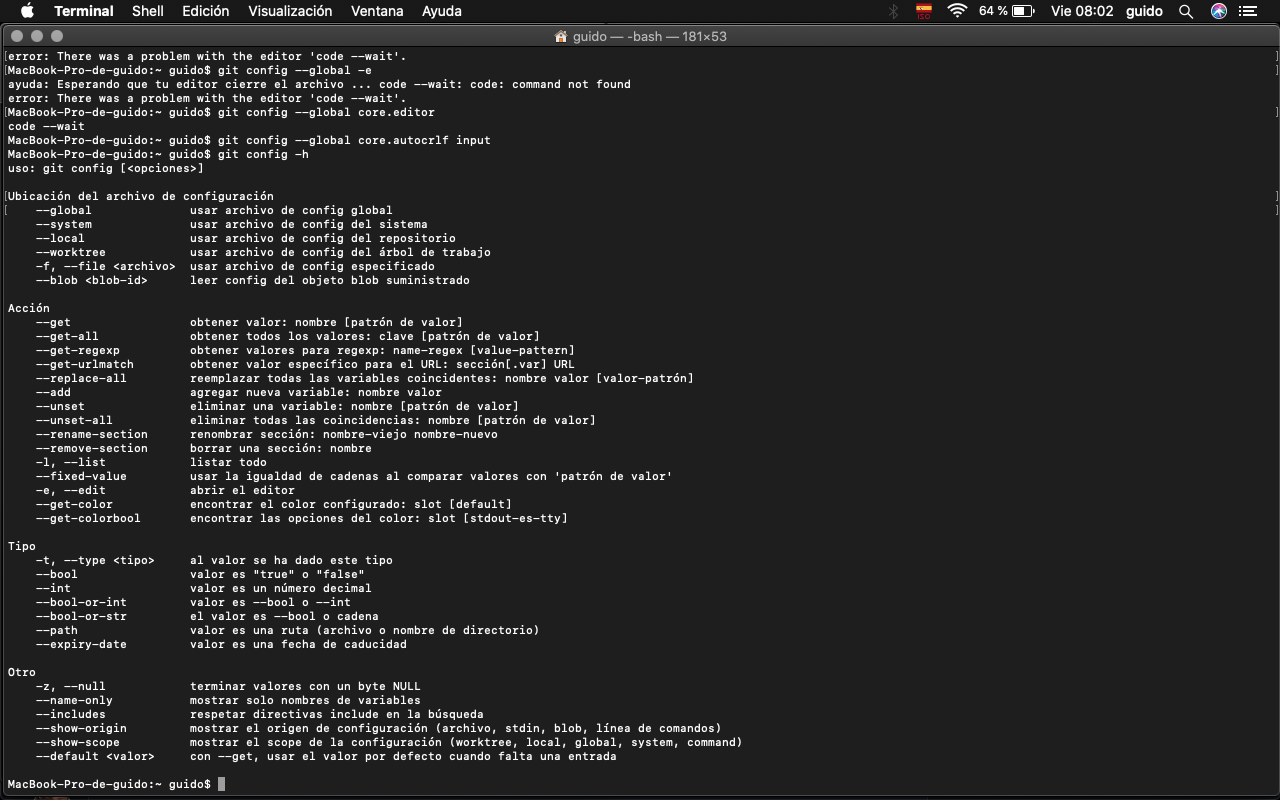 Terminal Shell Edición Visualización Ventana Ayuda 64 % Vie 08:02 guido
guido — -bash — 181×53
error: There was a problem with the editor 'code --wait'.
MacBook-Pro-de-guido:~ guido$ git config --global -e
ayuda: Esperando que tu editor cierre el archivo ... code --wait: code: command not found
error: There was a problem with the editor 'code --wait'.
MacBook-Pro-de-guido:~ guido$ git config --global core.editor
code --wait
MacBook-Pro-de-guido:~ guido$ git config --global core.autocrlf input
MacBook-Pro-de-guido:~ guido$ git config -h
uso: git config [<opciones>]
Ubicación del archivo de configuración
--global usar archivo de config global
--system usar archivo de config del sistema
--local usar archivo de config del repositorio
--worktree usar archivo de config del árbol de trabajo
-f, --file <archivo> usar archivo de config especificado
--blob <blob-id> leer config del objeto blob suministrado
Acción
--get obtener valor: nombre [patrón de valor]
--get-all obtener todos los valores: clave [patrón de valor]
--get-regexp obtener valores para regexp: name-regex [value-pattern]
--get-urlmatch obtener valor específico para el URL: sección[.var] URL
--replace-all reemplazar todas las variables coincidentes: nombre valor [valor-patrón]
--add agregar nueva variable: nombre valor
--unset eliminar una variable: nombre [patrón de valor]
--unset-all eliminar todas las coincidencias: nombre [patrón de valor]
--rename-section renombrar sección: nombre-viejo nombre-nuevo
--remove-section borrar una sección: nombre
-l, --list listar todo
--fixed-value usar la igualdad de cadenas al comparar valores con 'patrón de valor'
-e, --edit abrir el editor
--get-color encontrar el color configurado: slot [default]
--get-colorbool encontrar las opciones del color: slot [stdout-es-tty]
Tipo
-t, --type <tipo> al valor se ha dado este tipo
--bool valor es "true" o "false"
--int valor es un número decimal
--bool-or-int valor es --bool o --int
--bool-or-str el valor es --bool o cadena
--path valor es una ruta (archivo o nombre de directorio)
--expiry-date valor es una fecha de caducidad
Otro
-z, --null terminar valores con un byte NULL
--name-only mostrar solo nombres de variables
--includes respetar directivas include en la búsqueda
--show-origin mostrar el origen de configuración (archivo, stdin, blob, línea de comandos)
--show-scope mostrar el scope de la configuración (worktree, local, global, system, command)
--default <valor> con --get, usar el valor por defecto cuando falta una entrada
MacBook-Pro-de-guido:~ guido$